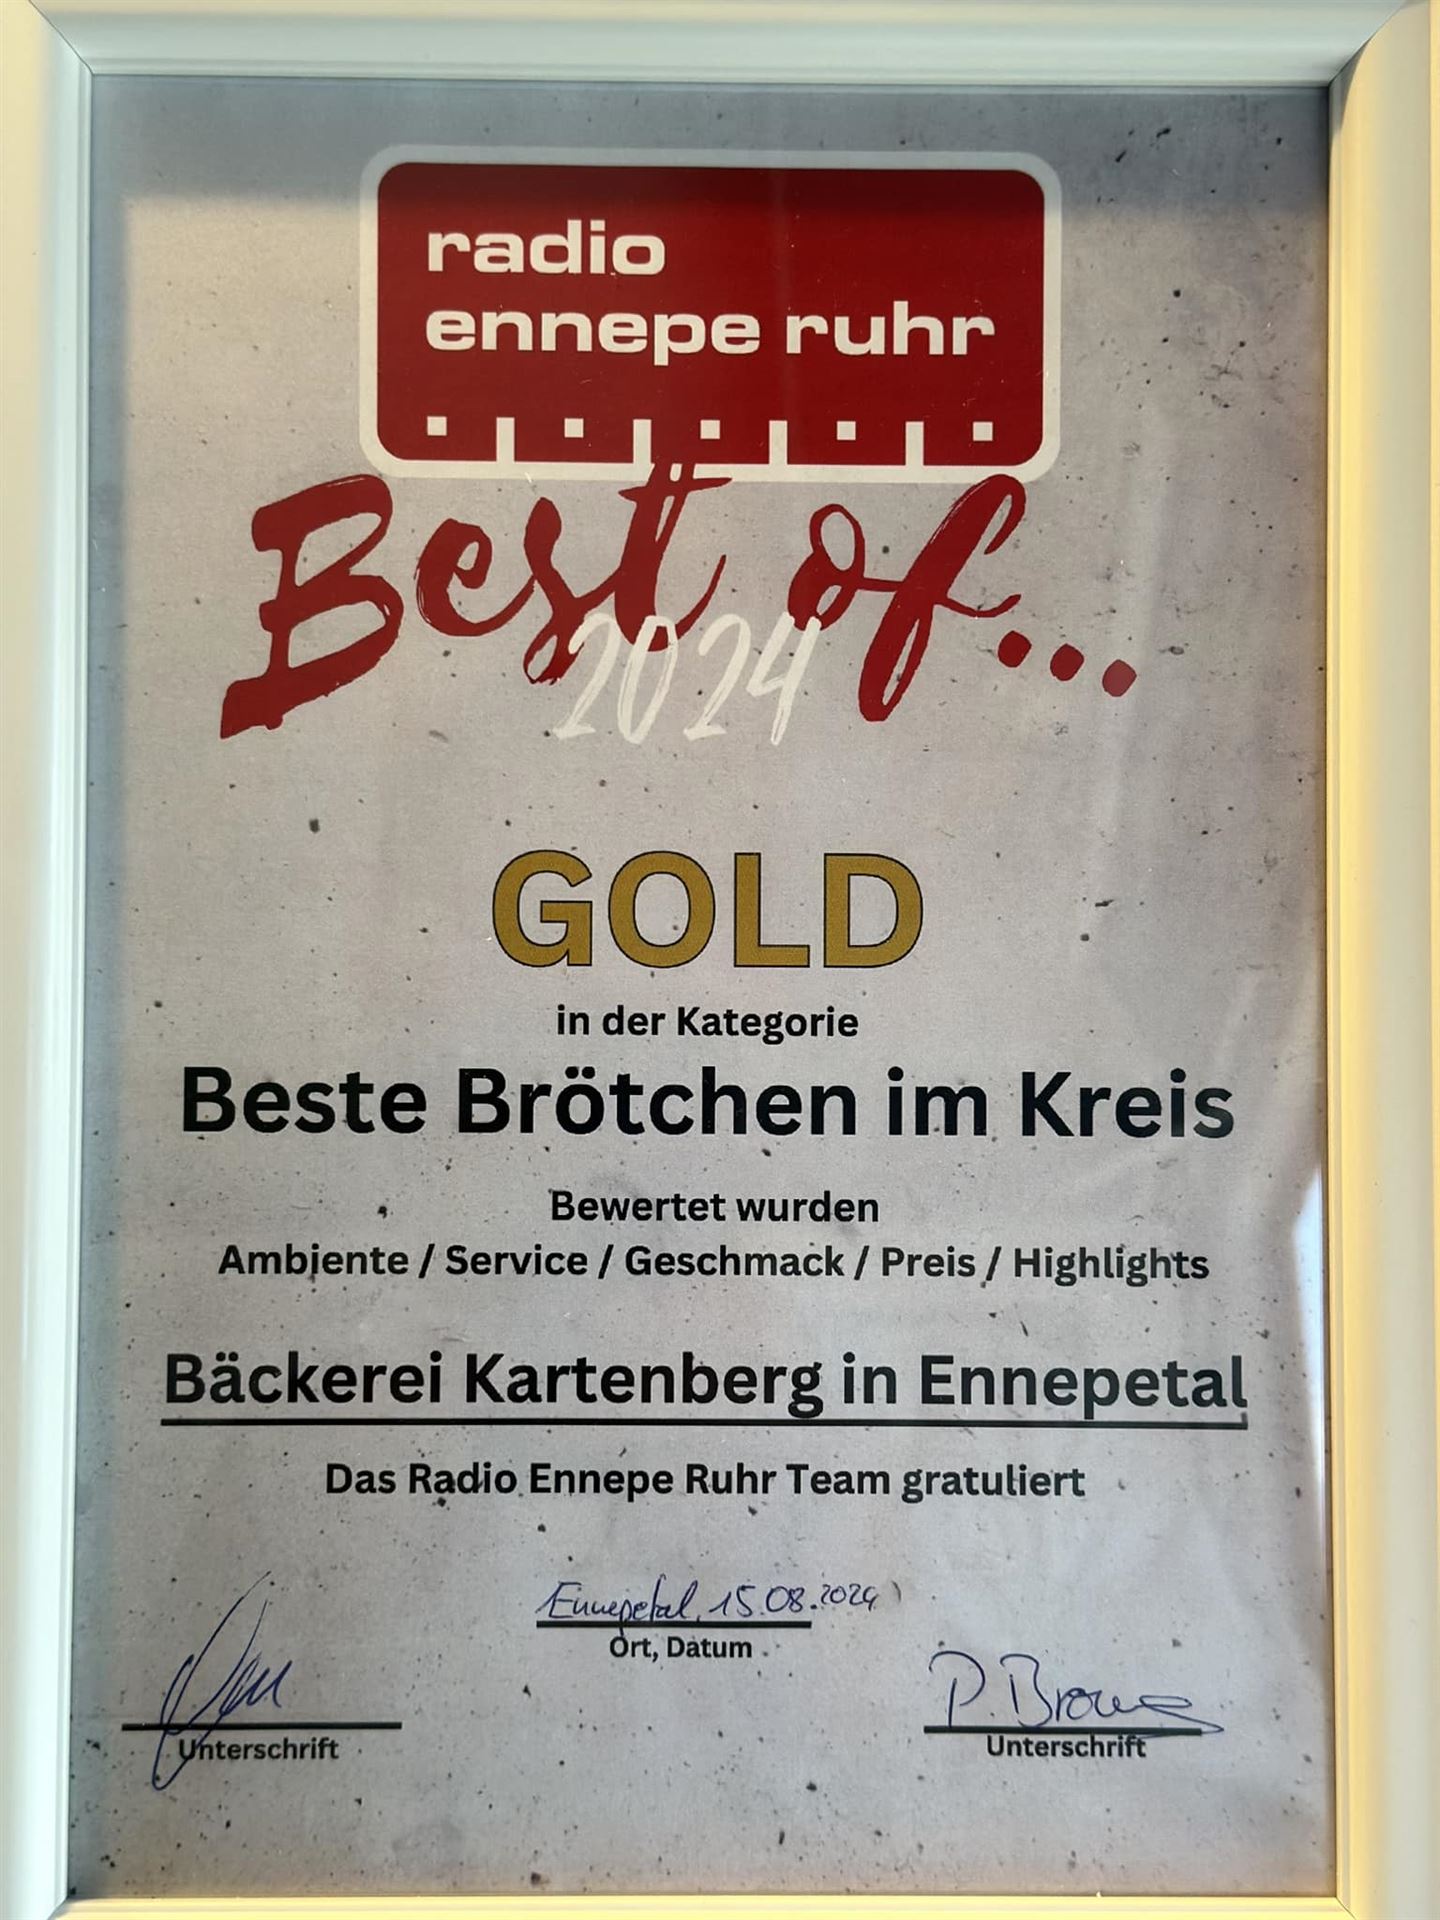 radio
ennepe ruhr
Best of...
2024
GOLD
in der Kategorie
Beste Brötchen im Kreis
Bewertet wurden
Ambiente / Service / Geschmack / Preis / Highlights
Bäckerei Kartenberg in Ennepetal
Das Radio Ennepe Ruhr Team gratuliert
Ennepetal, 15.08.2024
Ort, Datum
Unterschrift
P.
Unterschrift